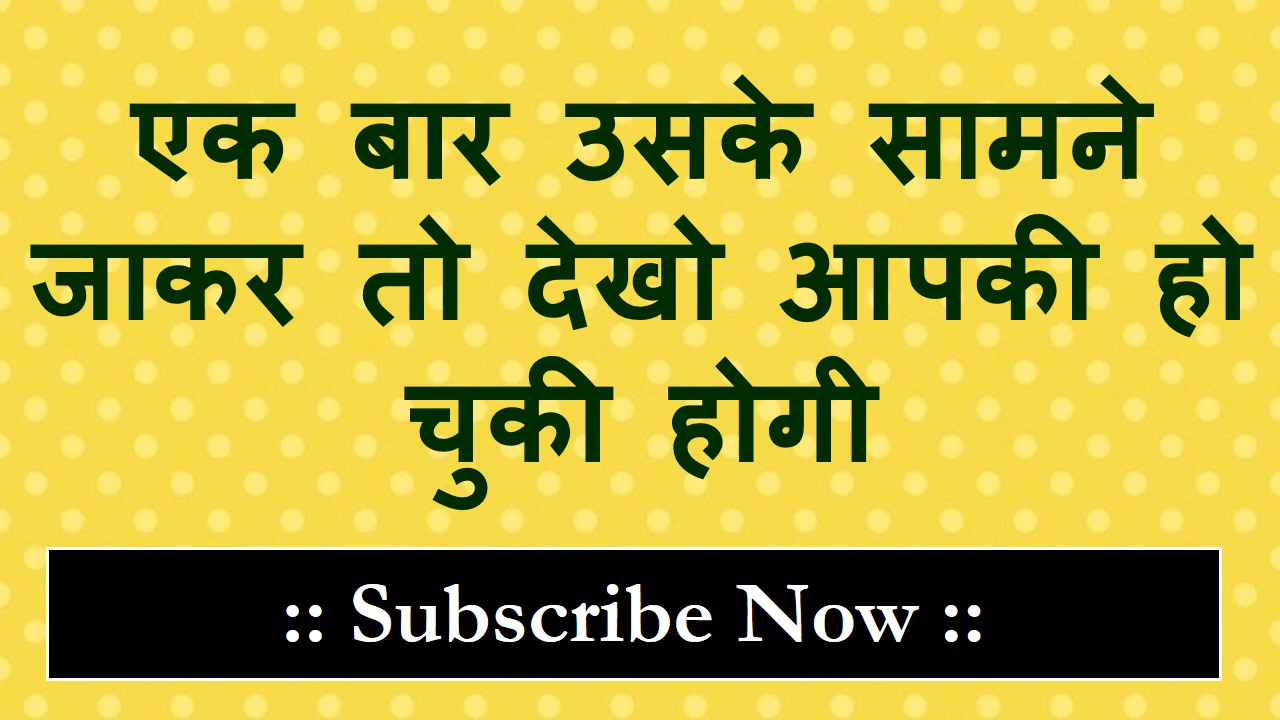 एक बार उसके सामने
जाकर तो देखो आपकी हो
चुकी होगी
:: Subscribe Now ::